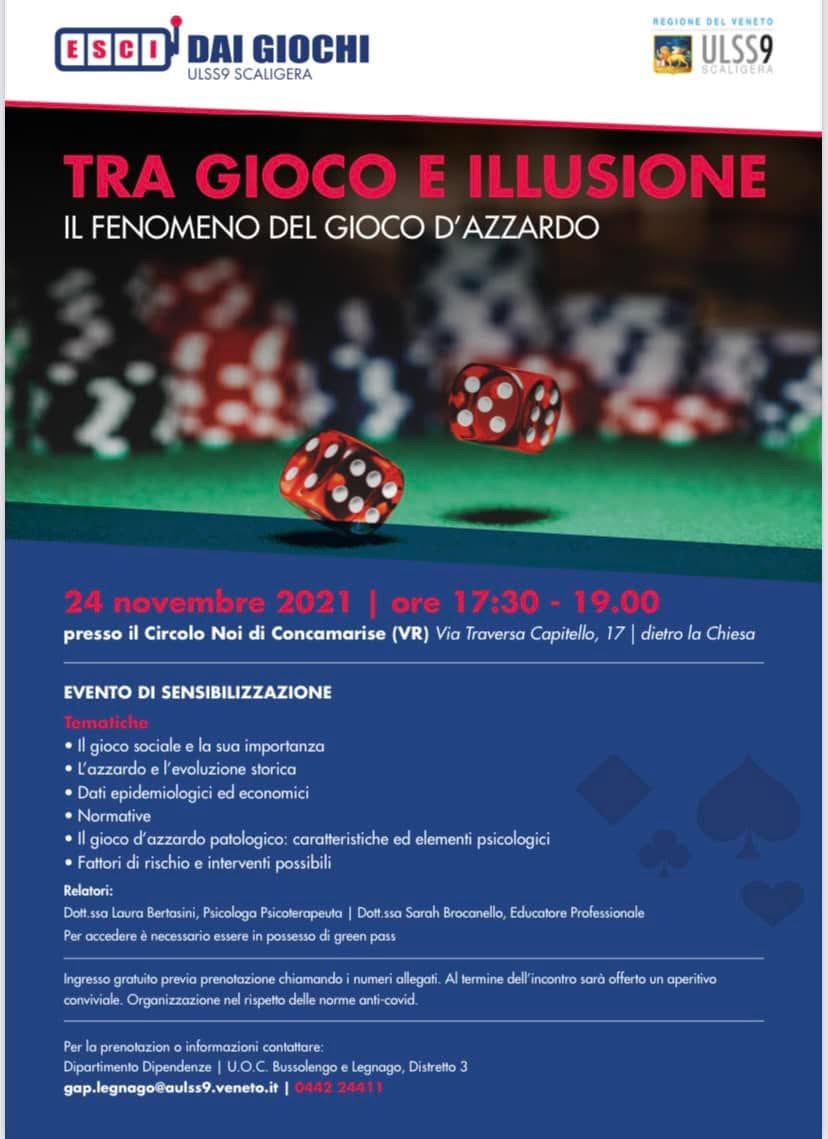 ESCI DAI GIOCHI
ULSS9 SCALIGERA
REGIONE DEL VENETO
ULSS9
SCALIGERA
TRA GIOCO E ILLUSIONE
IL FENOMENO DEL GIOCO D'AZZARDO
24 novembre 2021 | ore 17:30 - 19.00
presso il Circolo Noi di Concamarise (VR) Via Traversa Capitello, 17 | dietro la Chiesa
EVENTO DI SENSIBILIZZAZIONE
Tematiche
• Il gioco sociale e la sua importanza
• L'azzardo e l'evoluzione storica
• Dati epidemiologici ed economici
• Normative
• Il gioco d'azzardo patologico: caratteristiche ed elementi psicologici
• Fattori di rischio e interventi possibili
Relatori:
Dott.ssa Laura Bertasini, Psicologa Psicoterapeuta | Dott.ssa Sarah Brocanello, Educatore Professionale
Per accedere è necessario essere in possesso di green pass
Ingresso gratuito previa prenotazione chiamando i numeri allegati. Al termine dell'incontro sarà offerto un aperitivo
conviviale. Organizzazione nel rispetto delle norme anti-covid.
Per la prenotazion o informazioni contattare:
Dipartimento Dipendenze | U.O.C. Bussolengo e Legnago, Distretto 3
gap.legnago@aulss9.veneto.it | 0442 24411